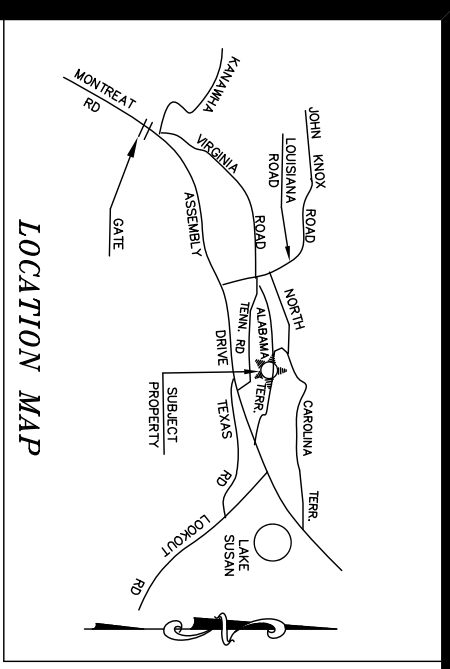 KANAWHA
MONTREAT
RD
JOHN KNOX
ROAD
LOUISIANA
ROAD
VIRGINIA
ROAD
ASSEMBLY
DRIVE
GATE
NORTH
CAROLINA
TERR.
ALABAMA
TERR.
TENN. RD
TEXAS
RD
SUBJECT
PROPERTY
LOOKOUT
RD
LAKE
SUSAN
LOCATION MAP